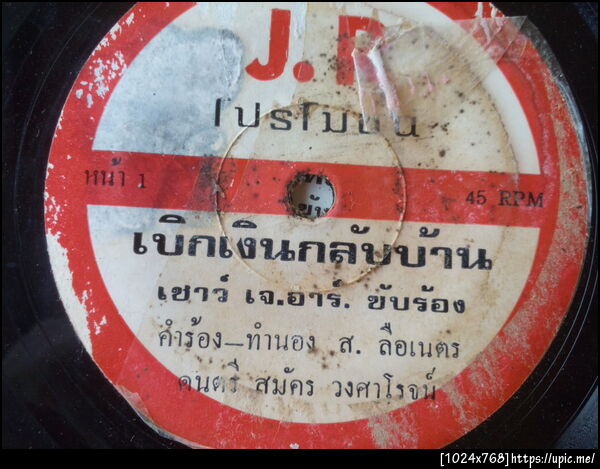 J.
โปรโมชั่น
หน้า 1
45 RPM
เบิกเงินกลับบ้าน
เชาว์ เจ.อาร์. ขับร้อง
คำร้อง–ทำนอง ส. ลือเนตร
ดนตรี สมัคร วงศาโรจน์
[1024x768]https://upic.me/